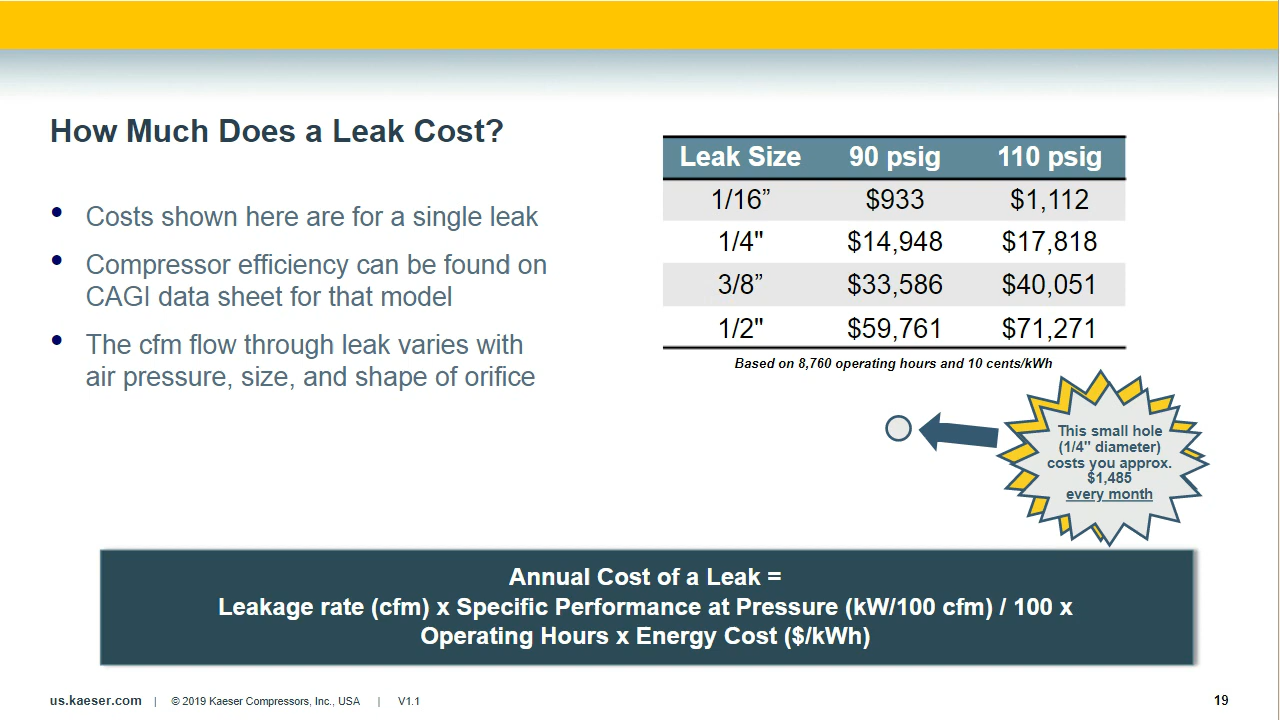 How Much Does a Leak Cost?
• Costs shown here are for a single leak
• Compressor efficiency can be found on
CAGI data sheet for that model
• The cfm flow through leak varies with
air pressure, size, and shape of orifice
Leak Size 90 psig 110 psig
1/16” $933 $1,112
1/4" $14,948 $17,818
3/8” $33,586 $40,051
1/2" $59,761 $71,271
Based on 8,760 operating hours and 10 cents/kWh
This small hole
(1/4" diameter)
costs you approx.
$1,485
every month
Annual Cost of a Leak =
Leakage rate (cfm) x Specific Performance at Pressure (kW/100 cfm) / 100 x
Operating Hours x Energy Cost ($/kWh)
us.kaeser.com | © 2019 Kaeser Compressors, Inc., USA | V1.1 19